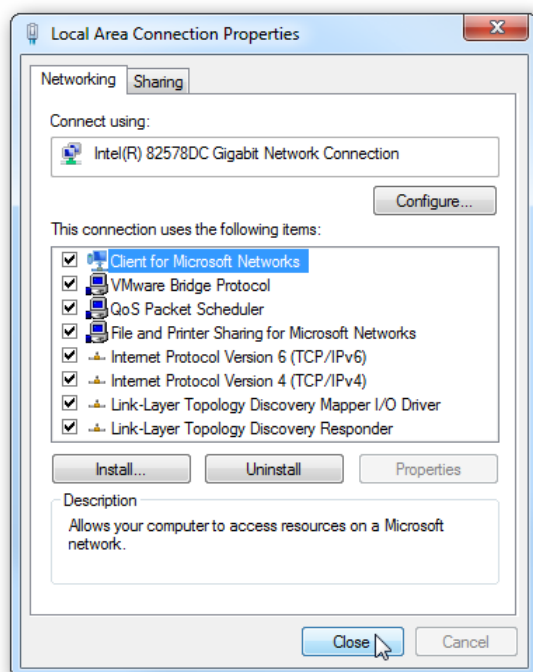 Local Area Connection Properties
Networking
Sharing
Connect using:
Intel(R) 82578DC Gigabit Network Connection
Configure...
This connection uses the following items:
Client for Microsoft Networks
VMware Bridge Protocol
QoS Packet Scheduler
File and Printer Sharing for Microsoft Networks
Internet Protocol Version 6 (TCP/IPv6)
Internet Protocol Version 4 (TCP/IPv4)
Link-Layer Topology Discovery Mapper I/O Driver
Link-Layer Topology Discovery Responder
Install...
Uninstall
Properties
Description
Allows your computer to access resources on a Microsoft
network.
Close
Cancel